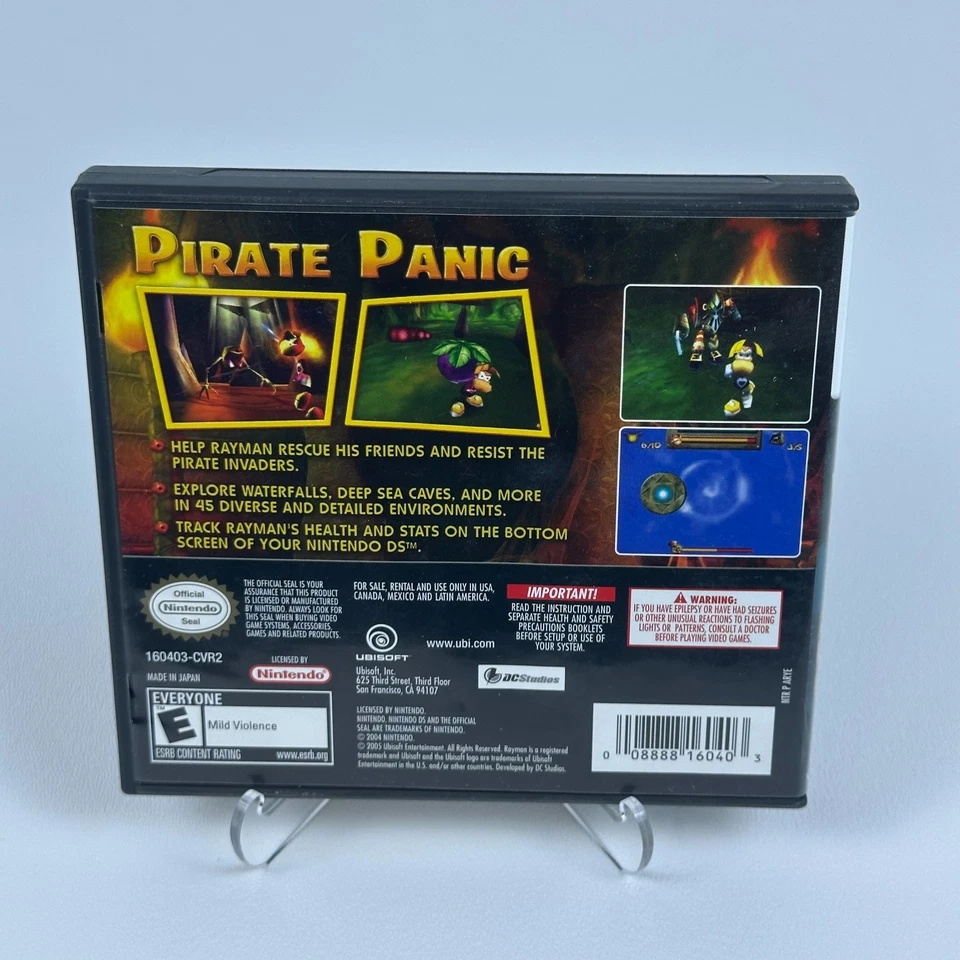 PIRATE PANIC
HELP RAYMAN RESCUE HIS FRIENDS AND RESIST THE
PIRATE INVADERS.
EXPLORE WATERFALLS, DEEP SEA CAVES, AND MORE
IN 45 DIVERSE AND DETAILED ENVIRONMENTS.
TRACK RAYMAN'S HEALTH AND STATS ON THE BOTTOM
SCREEN OF YOUR NINTENDO DS™.
6/10
3/5
Official
Nintendo
Seal
THE OFFICIAL SEAL IS YOUR
ASSURANCE THAT THIS PRODUCT
IS LICENSED OR MANUFACTURED
BY NINTENDO. ALWAYS LOOK FOR
THIS SEAL WHEN BUYING VIDEO
GAME SYSTEMS, ACCESSORIES,
GAMES AND RELATED PRODUCTS.
160403-CVR2
MADE IN JAPAN
LICENSED BY
Nintendo
EVERYONE
E
TM
Mild Violence
ESRB CONTENT RATING
www.esrb.org
FOR SALE, RENTAL AND USE ONLY IN USA,
CANADA, MEXICO AND LATIN AMERICA.
UBISOFT
www.ubi.com
Ubisoft, Inc.
625 Third Street, Third Floor
San Francisco, CA 94107
LICENSED BY NINTENDO.
NINTENDO, NINTENDO DS AND THE OFFICIAL
SEAL ARE TRADEMARKS OF NINTENDO.
© 2004 NINTENDO.
© 2005 Ubisoft Entertainment. All Rights Reserved. Rayman is a registered
trademark and Ubisoft and the Ubisoft logo are trademarks of Ubisoft
Entertainment in the U.S. and/or other countries. Developed by DC Studios.
IMPORTANT!
READ THE INSTRUCTION AND
SEPARATE HEALTH AND SAFETY
PRECAUTIONS BOOKLETS
BEFORE SETUP OR USE OF
YOUR SYSTEM.
DC Studios
WARNING:
IF YOU HAVE EPILEPSY OR HAVE HAD SEIZURES
OR OTHER UNUSUAL REACTIONS TO FLASHING
LIGHTS OR PATTERNS, CONSULT A DOCTOR
BEFORE PLAYING VIDEO GAMES.
NTR P ARYE
0 08888 16040 3